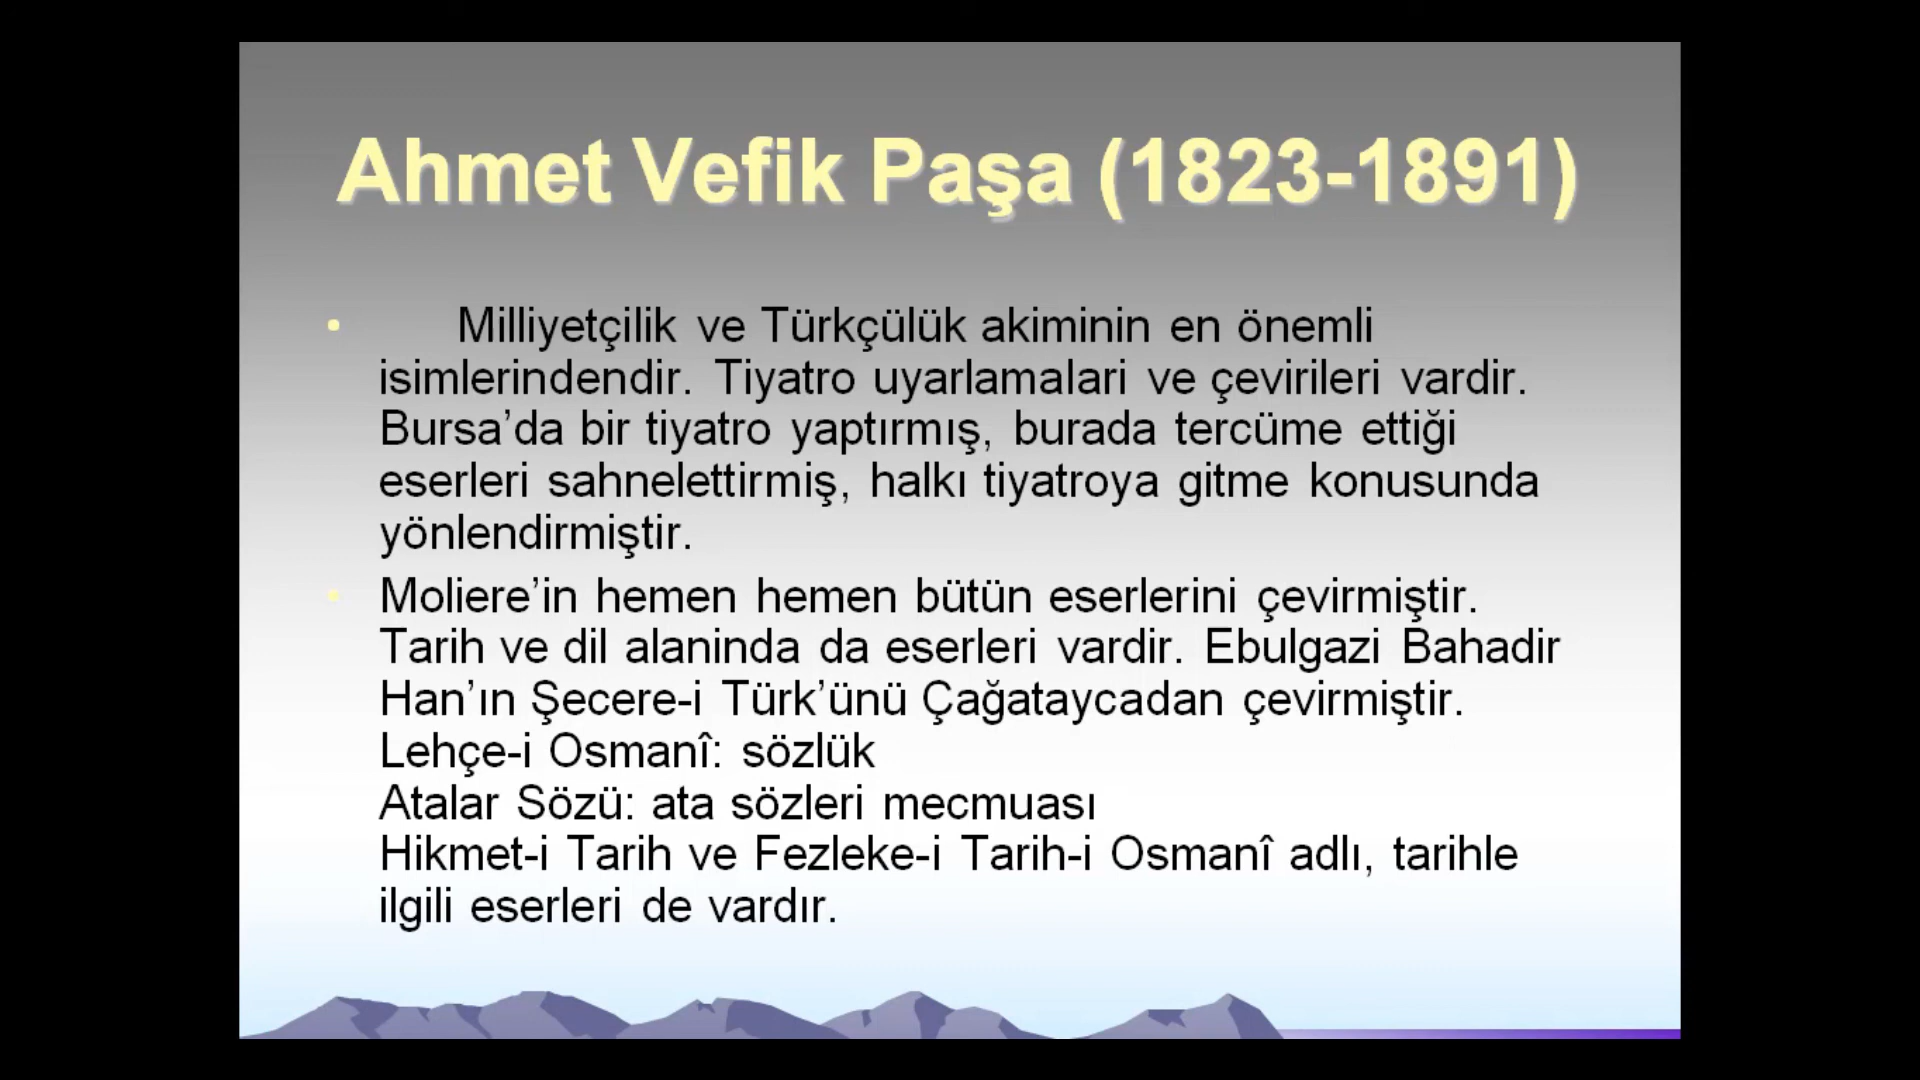 Ahmet Vefik Paşa (1823-1891)
• Milliyetçilik ve Türkçülük akiminin en önemli
isimlerindendir. Tiyatro uyarlamalari ve çevirileri vardir.
Bursa’da bir tiyatro yaptırmış, burada tercüme ettiği
eserleri sahnelettirmiş, halkı tiyatroya gitme konusunda
yönlendirmiştir.
• Moliere’in hemen hemen bütün eserlerini çevirmiştir.
Tarih ve dil alaninda da eserleri vardir. Ebulgazi Bahadir
Han’ın Şecere-i Türk’ünü Çağataycadan çevirmiştir.
Lehçe-i Osmanî: sözlük
Atalar Sözü: ata sözleri mecmuası
Hikmet-i Tarih ve Fezleke-i Tarih-i Osmanî adlı, tarihle
ilgili eserleri de vardır.